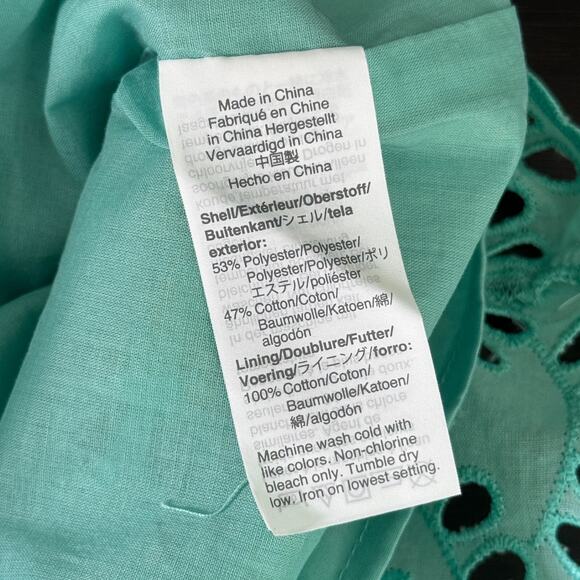 Made in China
Fabriqué en Chine
in China Hergestellt
Vervaardigd in China
中国製
Hecho en China
Shell/Extérieur/Oberstoff/
Buitenkant/シェル/tela
exterior:
53% Polyester/Polyester/
Polyester/Polyester/ポリ
エステル/poliéster
47% Cotton/Coton/
Baumwolle/Katoen/綿/
algodón
Lining/Doublure/Futter/
Voering/ライニング/forro:
100% Cotton/Coton/
Baumwolle/Katoen/
綿/algodón
Machine wash cold with
like colors. Non-chlorine
bleach only. Tumble dry
low. Iron on lowest setting.